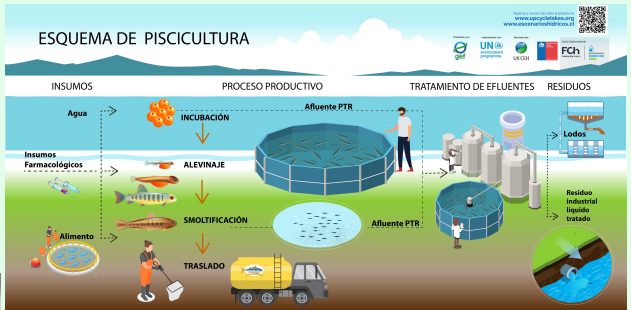 ESQUEMA DE PISCICULTURA
www.upcyclelakes.org
www.escenarioshidricos.cl
gef
UN
environment
programme
UKCEH
FCh
INSUMOS
PROCESO PRODUCTIVO
TRATAMIENTO DE EFLUENTES
RESIDUOS
Agua
INCUBACIÓN
Afluente PTR
Lodos
Insumos
Farmacológicos
ALEVINAJE
SMOLTIFICACIÓN
Afluente PTR
Residuo
industrial
líquido
tratado
Alimento
TRASLADO